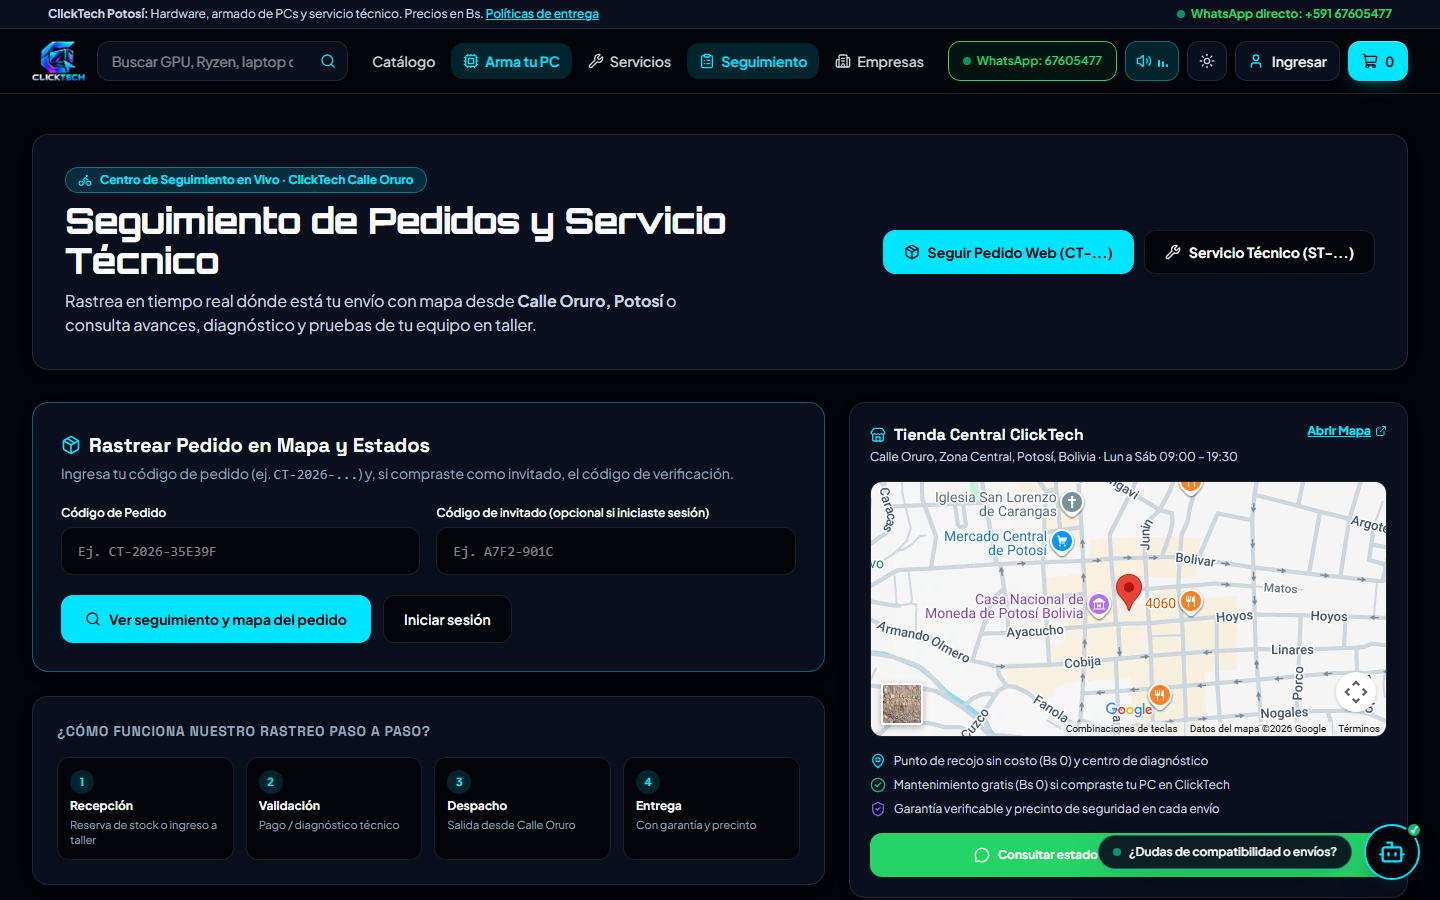 ClickTech Potosí: Hardware, armado de PCs y servicio técnico. Precios en Bs. Políticas de entrega
WhatsApp directo: +591 67605477
CLICKTECH
Buscar GPU, Ryzen, laptop
Catálogo
Arma tu PC
Servicios
Seguimiento
Empresas
WhatsApp: 67605477
Ingresar
0
Centro de Seguimiento en Vivo · ClickTech Calle Oruro
Seguimiento de Pedidos y Servicio
Técnico
Rastrea en tiempo real dónde está tu envío con mapa desde Calle Oruro, Potosí o
consulta avances, diagnóstico y pruebas de tu equipo en taller.
Seguir Pedido Web (CT-...)
Servicio Técnico (ST-...)
Rastrear Pedido en Mapa y Estados
Ingresa tu código de pedido (ej. CT-2026-...) y, si compraste como invitado, el código de verificación.
Código de Pedido
Ej. CT-2026-35E39F
Código de invitado (opcional si iniciaste sesión)
Ej. A7F2-901C
Ver seguimiento y mapa del pedido
Iniciar sesión
¿CÓMO FUNCIONA NUESTRO RASTREO PASO A PASO?
1
Recepción
Reserva de stock o ingreso a
taller
2
Validación
Pago / diagnóstico técnico
3
Despacho
Salida desde Calle Oruro
4
Entrega
Con garantía y precinto
Tienda Central ClickTech
Abrir Mapa
Calle Oruro, Zona Central, Potosí, Bolivia · Lun a Sáb 09:00 – 19:30
Caracas
Iglesia San Lorenzo
de Carangas
Mercado Central
de Potosí
Junín
Bolivar
Argote
Matos
Casa Nacional de
Moneda de Potosí Bolivia
4060
Hoyos
Hoyos
Ayacucho
Armando Olmero
Cobija
Linares
Porco
Fanola
Nogales
Cuzco
Google
Combinaciones de teclas
Datos del mapa ©2026 Google
Términos
Punto de recojo sin costo (Bs 0) y centro de diagnóstico
Mantenimiento gratis (Bs 0) si compraste tu PC en ClickTech
Garantía verificable y precinto de seguridad en cada envío
Consultar estado
¿Dudas de compatibilidad o envíos?